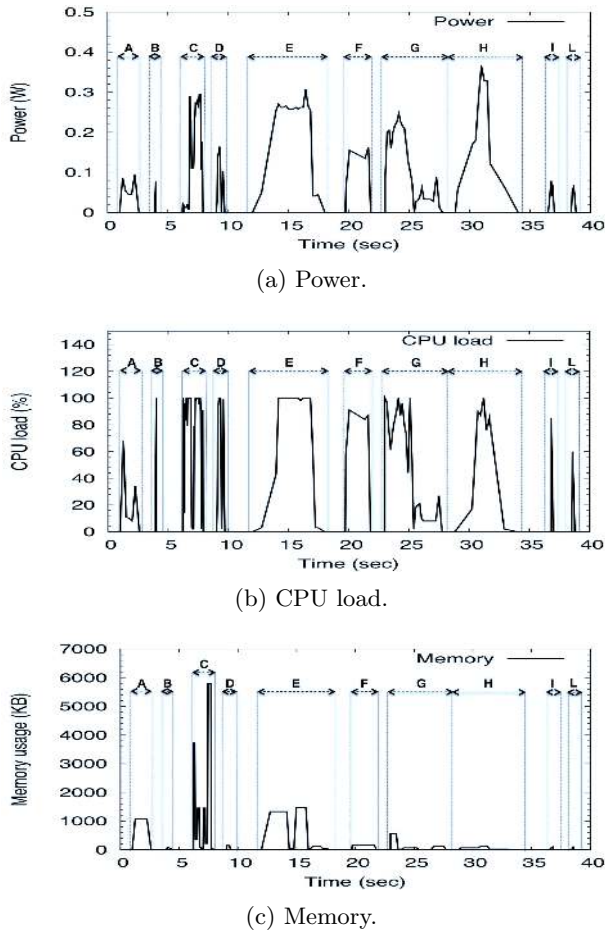 Power
0.5
0.4
0.3
0.2
0.1
0
Power (W)
A B C D E F G H I L
0 5 10 15 20 25 30 35 40
Time (sec)
(a) Power.
CPU load
140
120
100
80
60
40
20
0
CPU load (%)
A B C D E F G H I L
0 5 10 15 20 25 30 35 40
Time (sec)
(b) CPU load.
Memory
7000
6000
5000
4000
3000
2000
1000
0
Memory usage (KB)
A B C D E F G H I L
0 5 10 15 20 25 30 35 40
Time (sec)
(c) Memory.